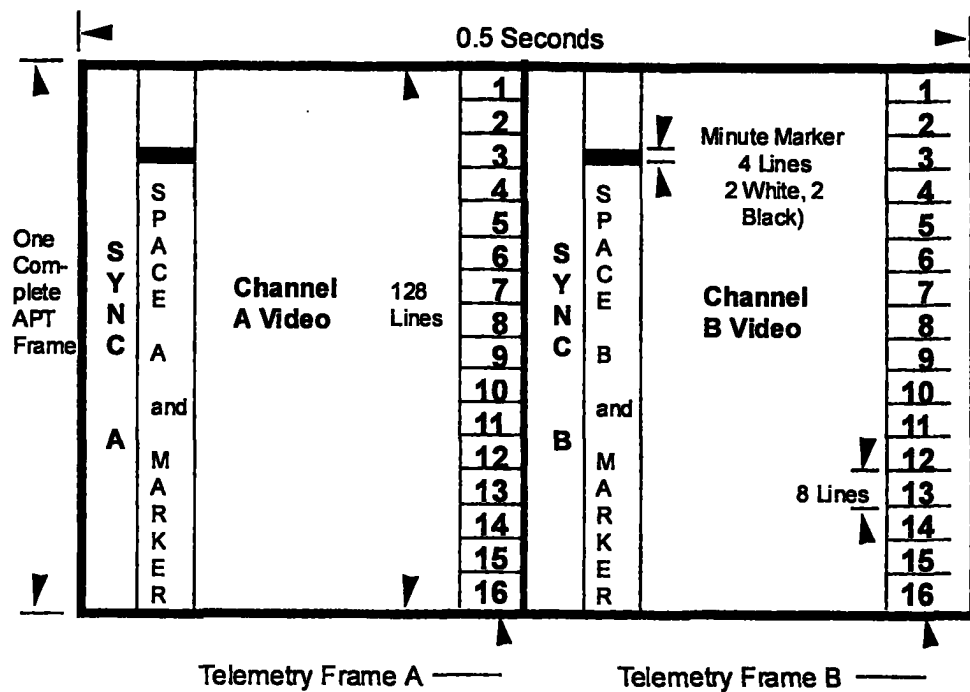 0.5 Seconds
One
Com-
plete
APT
Frame
SYNC A
SPACE A and MARKER
Channel
A Video
128
Lines
1
2
3
4
5
6
7
8
9
10
11
12
13
14
15
16
SYNC B
SPACE B and MARKER
Minute Marker
4 Lines
2 White, 2
Black)
Channel
B Video
8 Lines
1
2
3
4
5
6
7
8
9
10
11
12
13
14
15
16
Telemetry Frame A
Telemetry Frame B